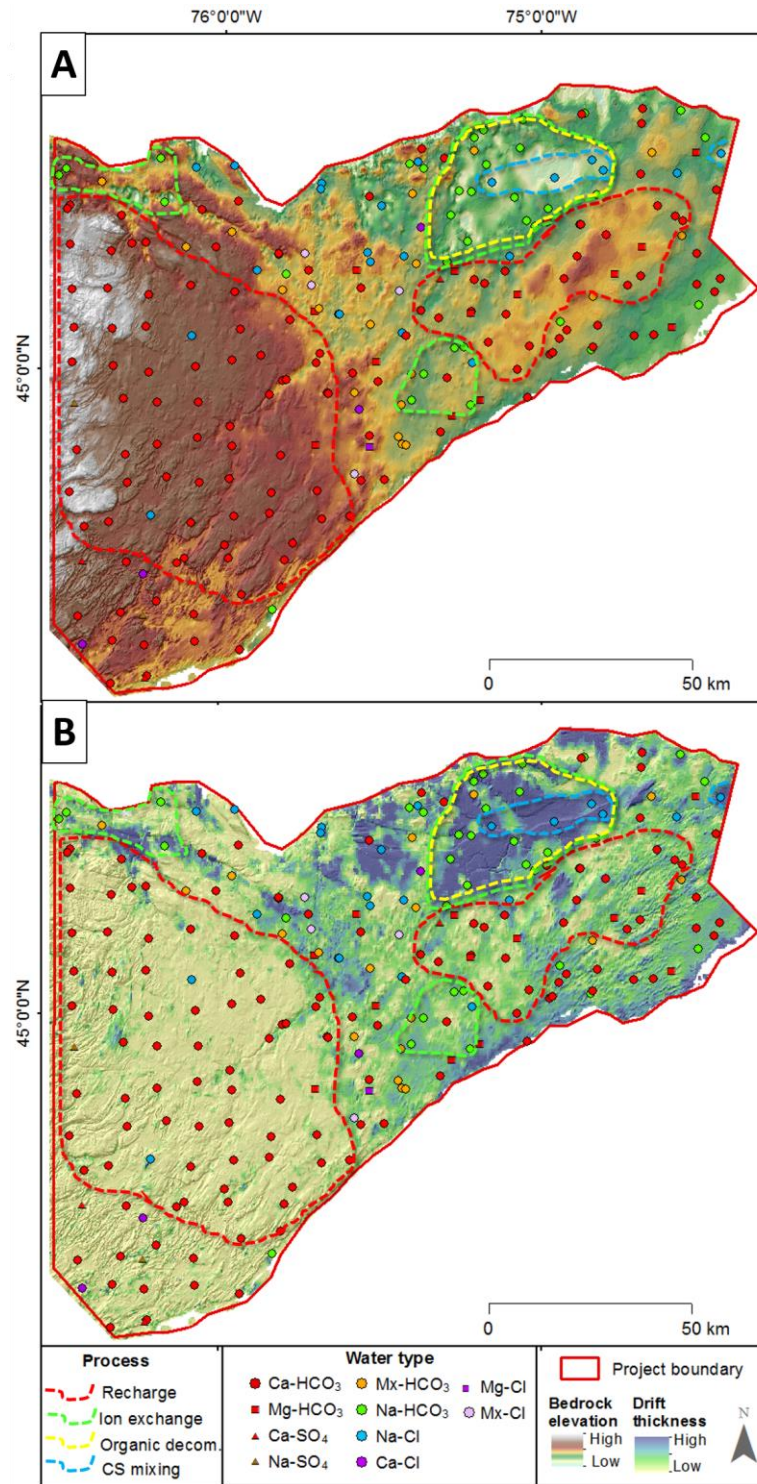 76°0'0"W 75°0'0"W
A
45°0'0"N
0 50 km
B
45°0'0"N
0 50 km
Process
Recharge
Ion exchange
Organic decom.
CS mixing
Water type
Ca-HCO₃ Mx-HCO₃ Mg-Cl
Mg-HCO₃ Na-HCO₃ Mx-Cl
Ca-SO₄ Na-Cl
Na-SO₄ Ca-Cl
Project boundary
Bedrock elevation
High
Low
Drift thickness
High
Low
N